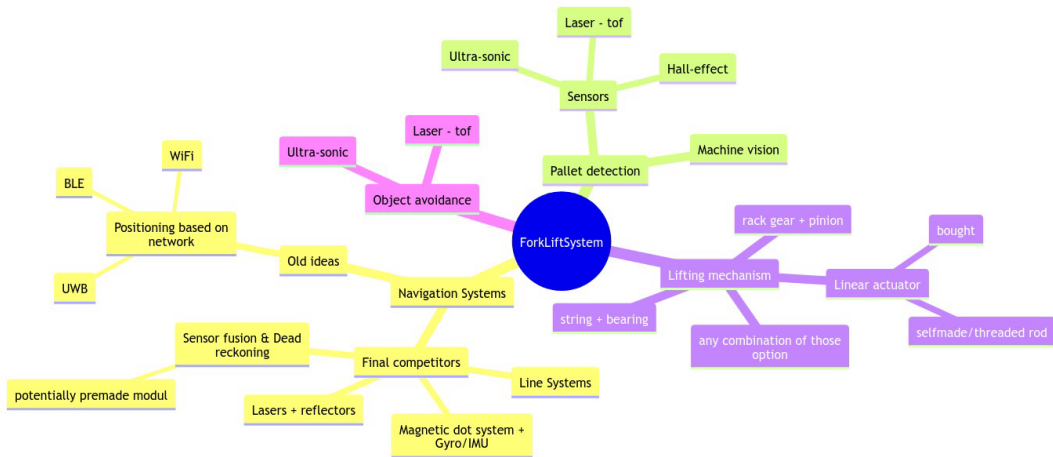 Laser - tof
Ultra-sonic
Hall-effect
Sensors
Laser - tof
Machine vision
Ultra-sonic
WiFi
Pallet detection
BLE
Object avoidance
rack gear + pinion
Positioning based on
network
bought
ForkLiftSystem
Old ideas
Lifting mechanism
Linear actuator
UWB
Navigation Systems
string + bearing
selfmade/threaded rod
Sensor fusion & Dead
reckoning
any combination of those
option
Final competitors
Line Systems
potentially premade modul
Lasers + reflectors
Magnetic dot system +
Gyro/IMU